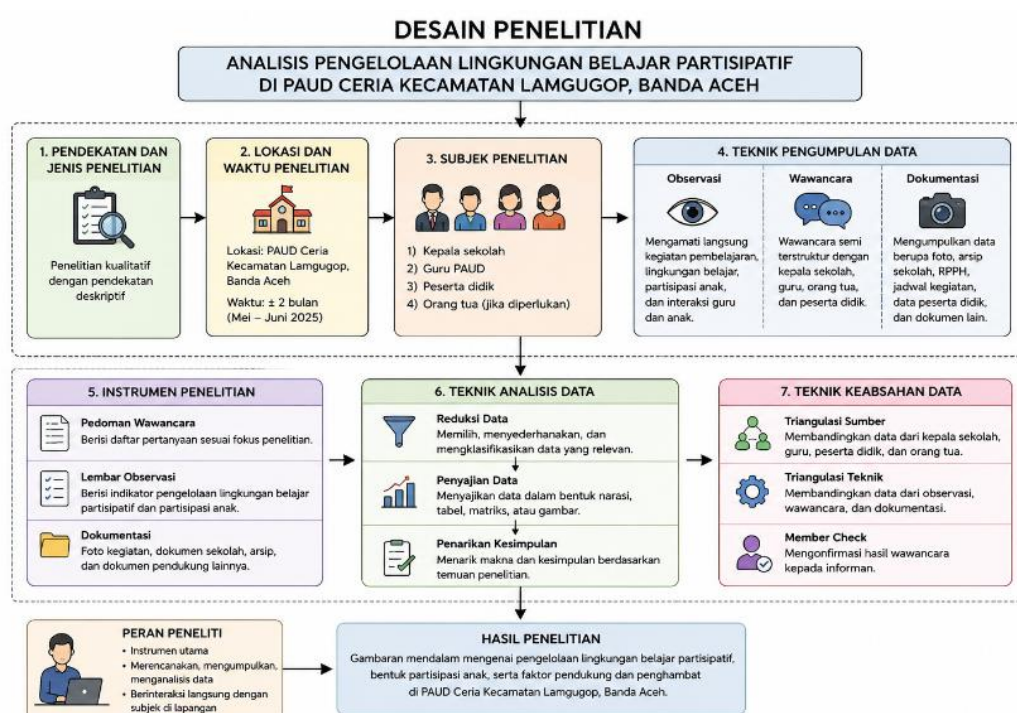 DESAIN PENELITIAN
ANALISIS PENGELOLAAN LINGKUNGAN BELAJAR PARTISIPATIF
DI PAUD CERIA KECAMATAN LAMGUGOP, BANDA ACEH
1. PENDEKATAN DAN
JENIS PENELITIAN
Penelitian kualitatif
dengan pendekatan
deskriptif
2. LOKASI DAN
WAKTU PENELITIAN
Lokasi: PAUD Ceria
Kecamatan Lamgugop,
Banda Aceh
Waktu: ± 2 bulan
(Mei – Juni 2025)
3. SUBJEK PENELITIAN
1) Kepala sekolah
2) Guru PAUD
3) Peserta didik
4) Orang tua (jika diperlukan)
4. TEKNIK PENGUMPULAN DATA
Observasi
Mengamati langsung
kegiatan pembelajaran,
lingkungan belajar,
partisipasi anak,
dan interaksi guru
dan anak.
Wawancara
Wawancara semi
terstruktur dengan
kepala sekolah,
guru, orang tua,
dan peserta didik.
Dokumentasi
Mengumpulkan data
berupa foto, arsip
sekolah, RPPH,
jadwal kegiatan,
data peserta didik,
dan dokumen lain.
5. INSTRUMEN PENELITIAN
Pedoman Wawancara
Berisi daftar pertanyaan sesuai fokus penelitian.
Lembar Observasi
Berisi indikator pengelolaan lingkungan belajar
partisipatif dan partisipasi anak.
Dokumentasi
Foto kegiatan, dokumen sekolah, arsip,
dan dokumen pendukung lainnya.
6. TEKNIK ANALISIS DATA
Reduksi Data
Memilih, menyederhanakan, dan
mengklasifikasikan data yang relevan.
Penyajian Data
Menyajikan data dalam bentuk narasi,
tabel, matriks, atau gambar.
Penarikan Kesimpulan
Menarik makna dan kesimpulan berdasarkan
temuan penelitian.
7. TEKNIK KEABSAHAN DATA
Triangulasi Sumber
Membandingkan data dari kepala sekolah,
guru, peserta didik, dan orang tua.
Triangulasi Teknik
Membandingkan data dari observasi,
wawancara, dan dokumentasi.
Member Check
Mengonfirmasi hasil wawancara
kepada informan.
PERAN PENELITI
• Instrumen utama
• Merencanakan, mengumpulkan,
menganalisis data
• Berinteraksi langsung dengan
subjek di lapangan
HASIL PENELITIAN
Gambaran mendalam mengenai pengelolaan lingkungan belajar partisipatif,
bentuk partisipasi anak, serta faktor pendukung dan penghambat
di PAUD Ceria Kecamatan Lamgugop, Banda Aceh.